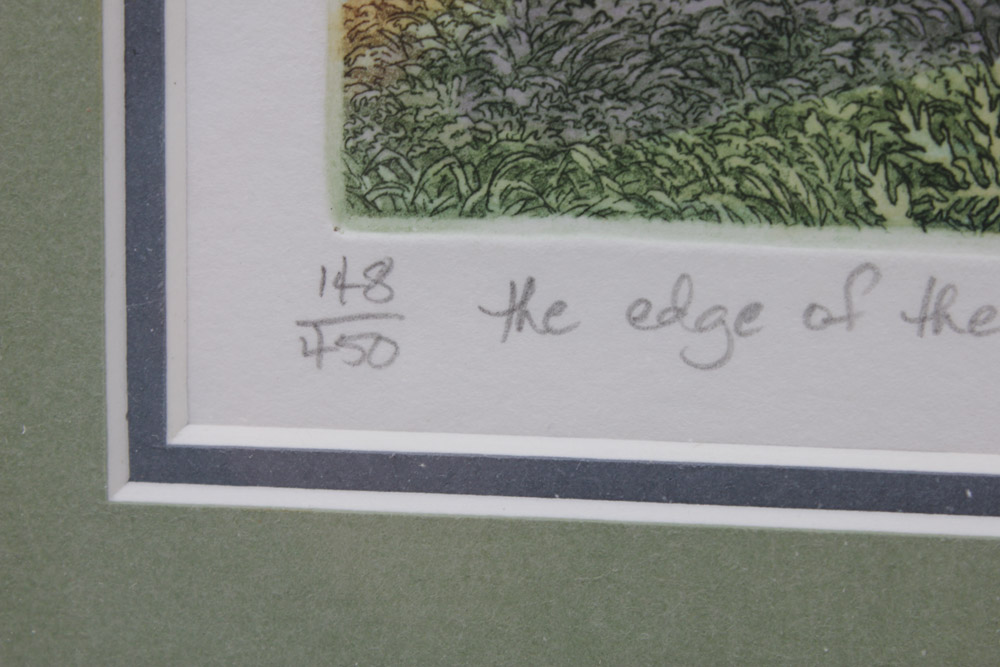 148/450 the edge of the